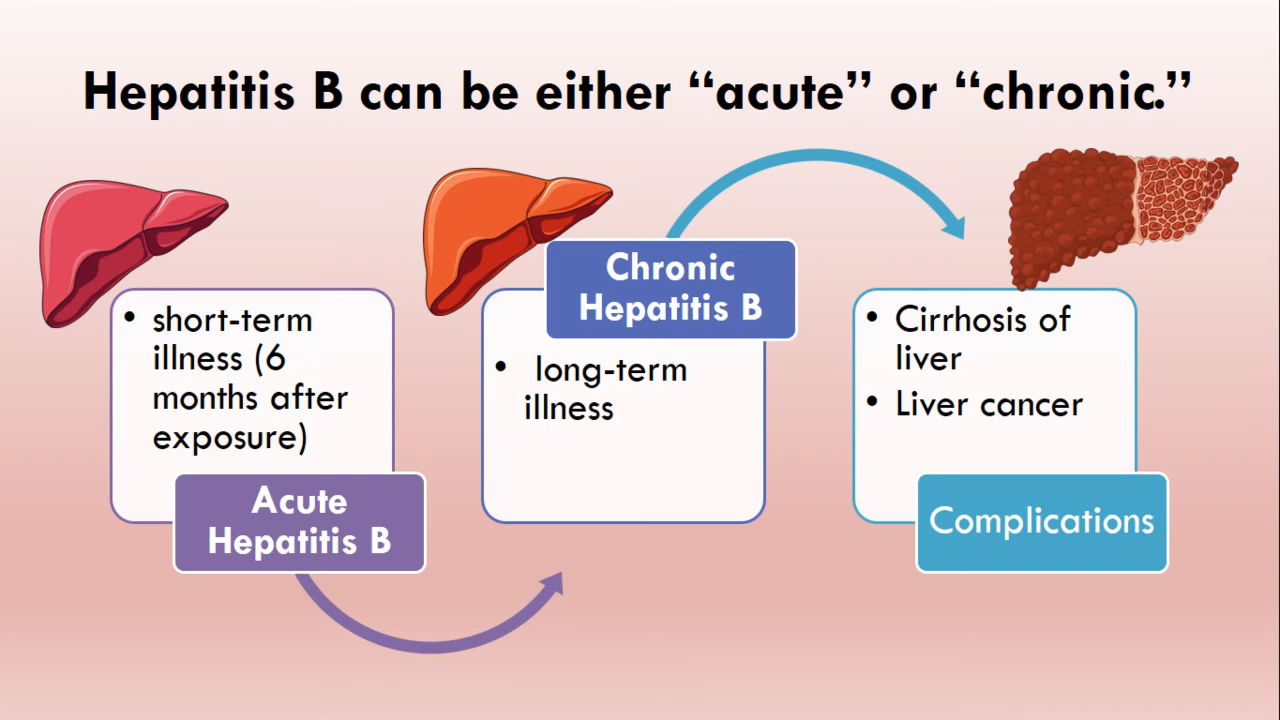 Hepatitis B can be either “acute” or “chronic.”
• short-term
illness (6
months after
exposure)
Acute
Hepatitis B
Chronic
Hepatitis B
• long-term
illness
• Cirrhosis of
liver
• Liver cancer
Complications